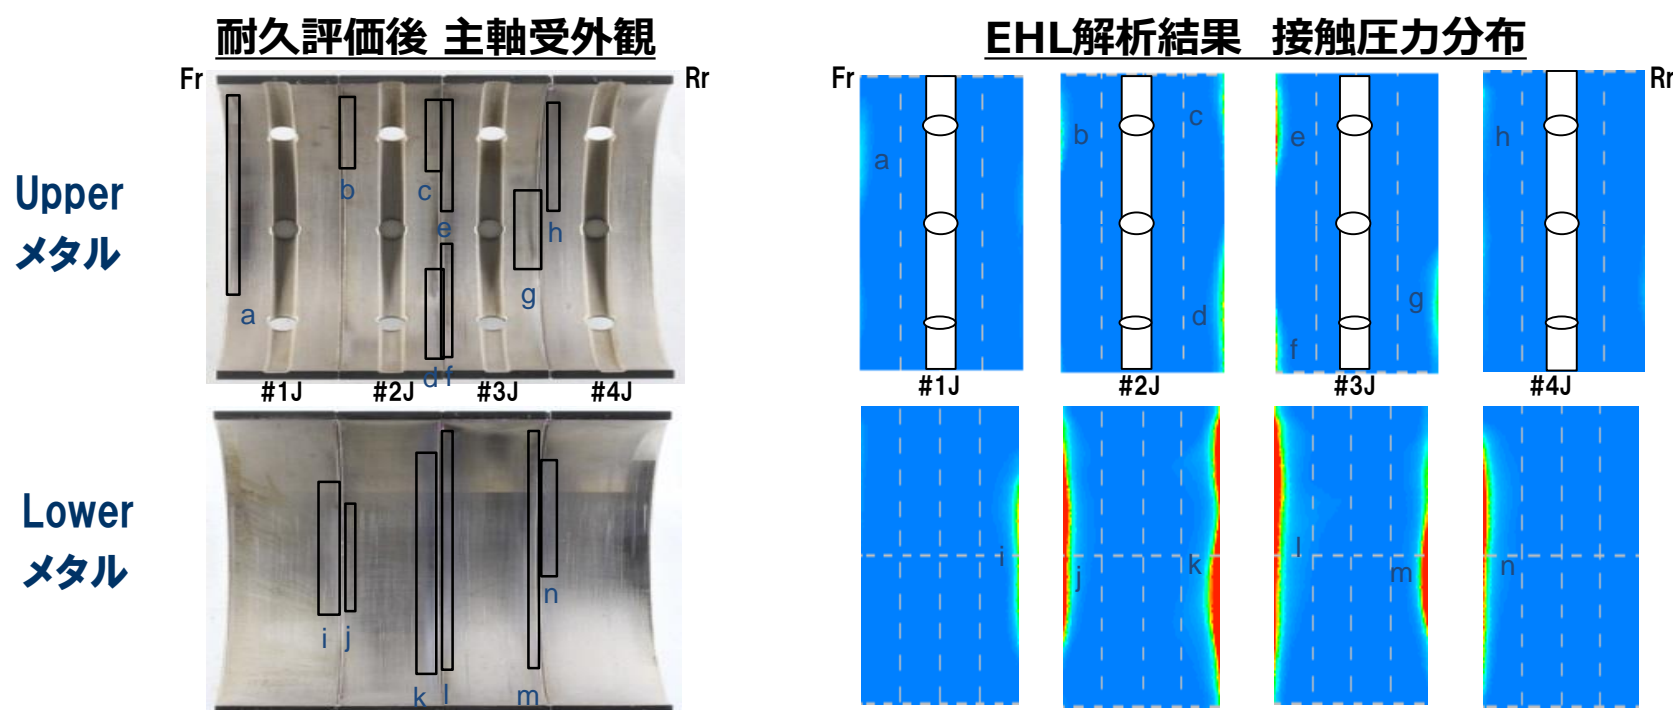 耐久評価後 主軸受外観
EHL解析結果 接触圧力分布
Fr
Rr
Fr
Rr
Upper
メタル
a
b
c
d
e
f
g
h
#1J
#2J
#3J
#4J
a
b
c
d
e
f
g
h
#1J
#2J
#3J
#4J
Lower
メタル
i
j
k
l
m
n
i
j
k
l
m
n